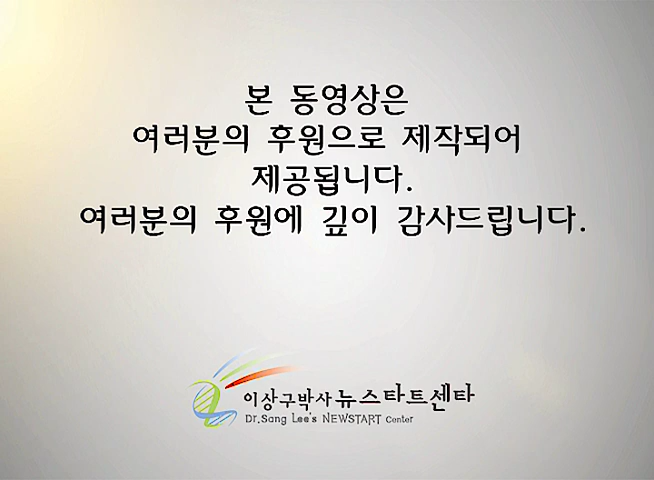 본 동영상은
여러분의 후원으로 제작되어
제공됩니다.
여러분의 후원에 깊이 감사드립니다.
이상구박사뉴스타트센타
Dr.Sang Lee's NEWSTART Center